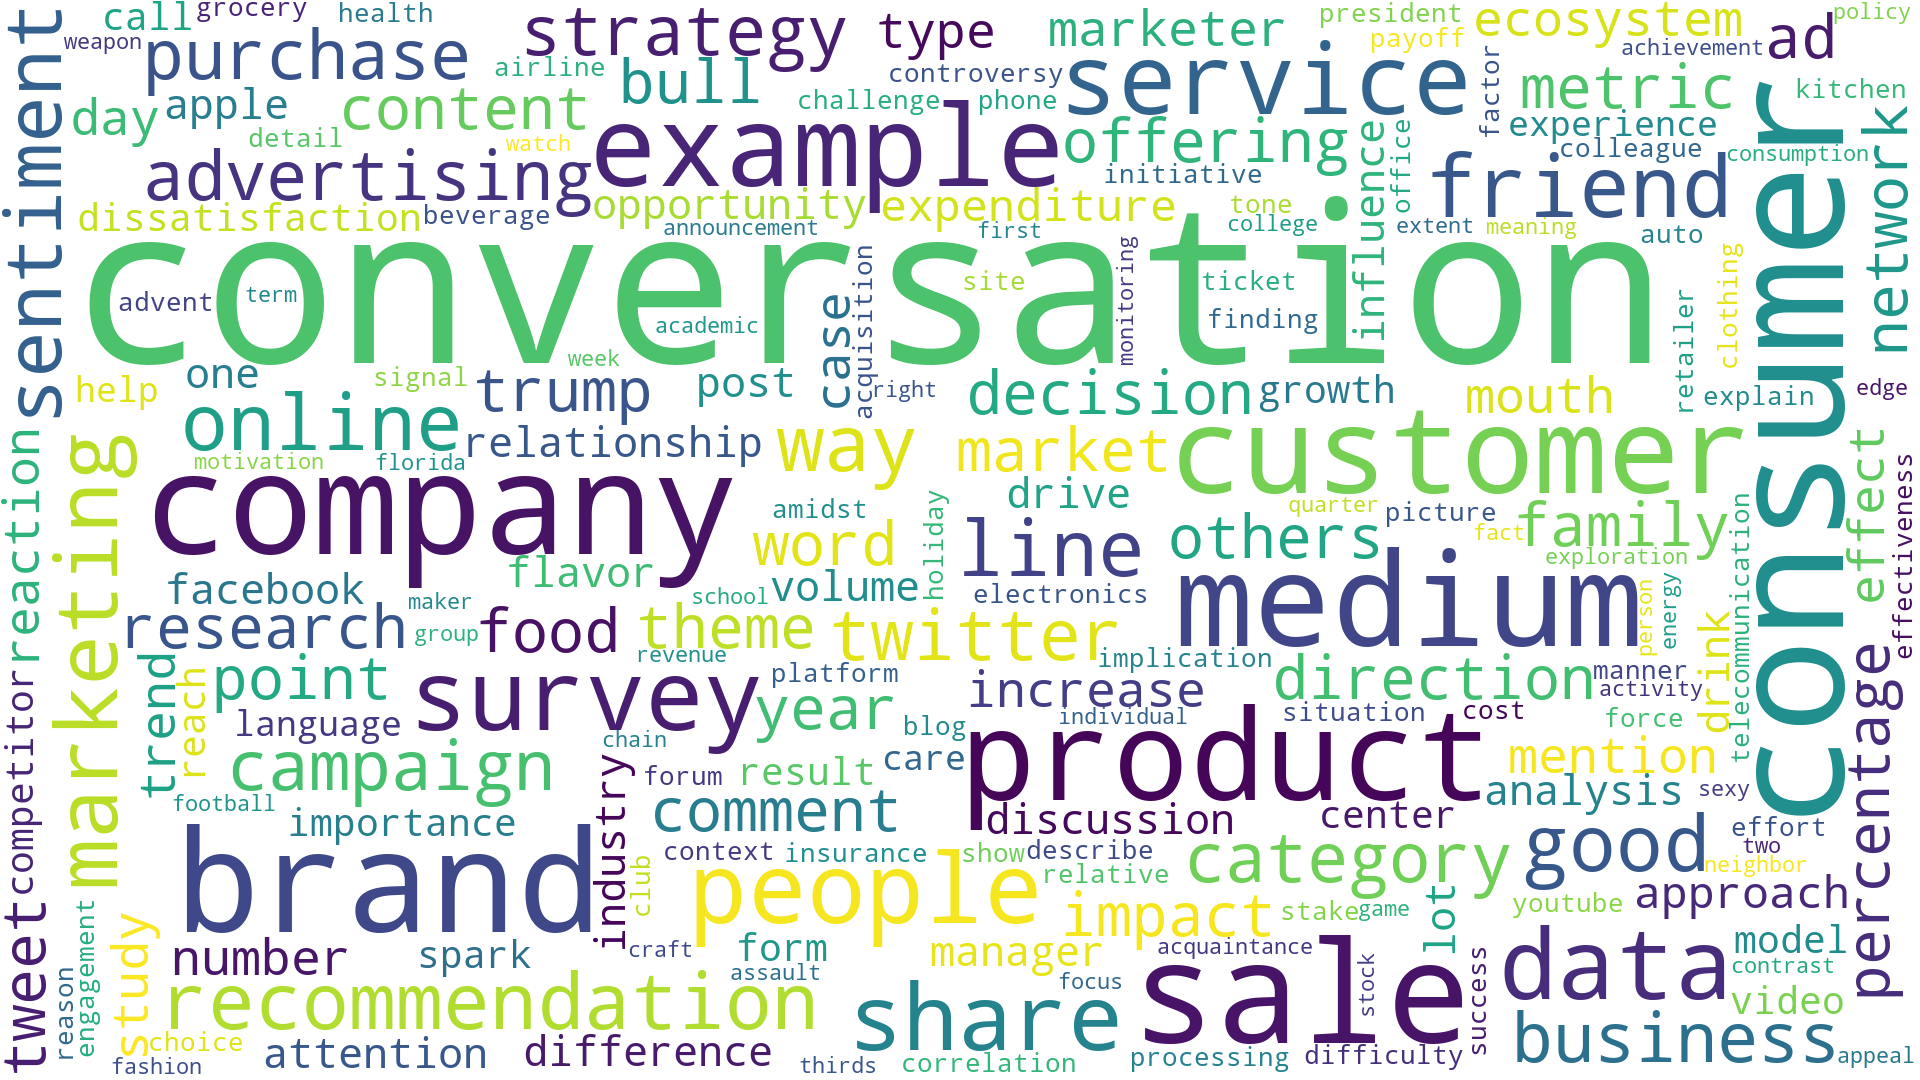 call
grocery
health
strategy
type
marketer
president
ecosystem
policy
weapon
purchase
airline
bull
controversy
service
payoff
achievement
ad
sentiment
day
apple
content
challenge
phone
factor
metric
kitchen
detail
watch
example
offering
influence
office
experience
colleague
consumption
network
advertising
initiative
friend
dissatisfaction
beverage
opportunity
expenditure
tone
college
extent
meaning
auto
announcement
first
conversation
consumer
advent
term
academic
case
acquisition
site
monitoring
ticket
finding
retailer
clothing
week
help
one
signal
trump
post
right
decision
growth
mouth
explain
edge
online
relationship
way
market
customer
motivation
florida
company
drive
quarter
picture
fact
family
effect
effectiveness
reaction
marketing
amidst
holiday
word
line
others
exploration
telecommunication
flavor
facebook
maker
school
volume
electronics
medium
person
energy
research
group
food
theme
twitter
drink
revenue
implication
trend
reach
point
survey
platform
increase
direction
manner
activity
percentage
language
year
blog
individual
situation
cost
force
campaign
chain
forum
result
care
product
mention
competitor
football
importance
industry
comment
discussion
center
analysis
sexy
brand
context
insurance
show
describe
category
good
effort
two
neighbor
club
people
relative
tweet
engagement
study
impact
stake
game
lot
youtube
approach
number
spark
craft
form
manager
acquaintance
sale
data
model
contrast
reason
recommendation
assault
share
focus
stock
success
video
choice
attention
difference
business
fashion
thirds
correlation
processing
difficulty
appeal